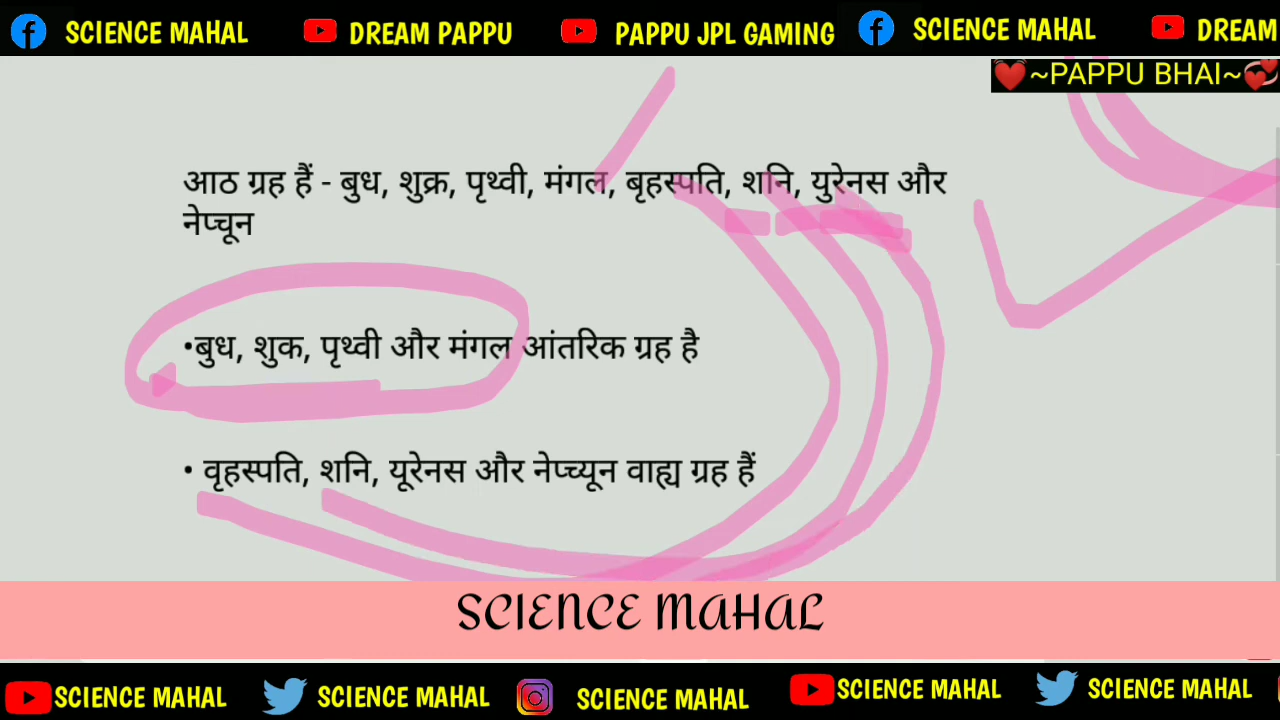 SCIENCE MAHAL DREAM PAPPU PAPPU JPL GAMING SCIENCE MAHAL DREAM
~PAPPU BHAI~
आठ ग्रह हैं - बुध, शुक्र, पृथ्वी, मंगल, बृहस्पति, शनि, युरेनस और
नेप्चून
•बुध, शुक, पृथ्वी और मंगल आंतरिक ग्रह है
• वृहस्पति, शनि, यूरेनस और नेप्च्यून वाह्य ग्रह हैं
SCIENCE MAHAL
SCIENCE MAHAL SCIENCE MAHAL SCIENCE MAHAL SCIENCE MAHAL SCIENCE MAHAL